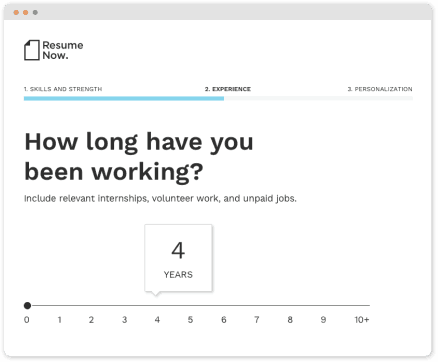 Resume
Now.
1. SKILLS AND STRENGTH 2. EXPERIENCE 3. PERSONALIZATION
How long have you
been working?
Include relevant internships, volunteer work, and unpaid jobs.
4
YEARS
0 1 2 3 4 5 6 7 8 9 10+